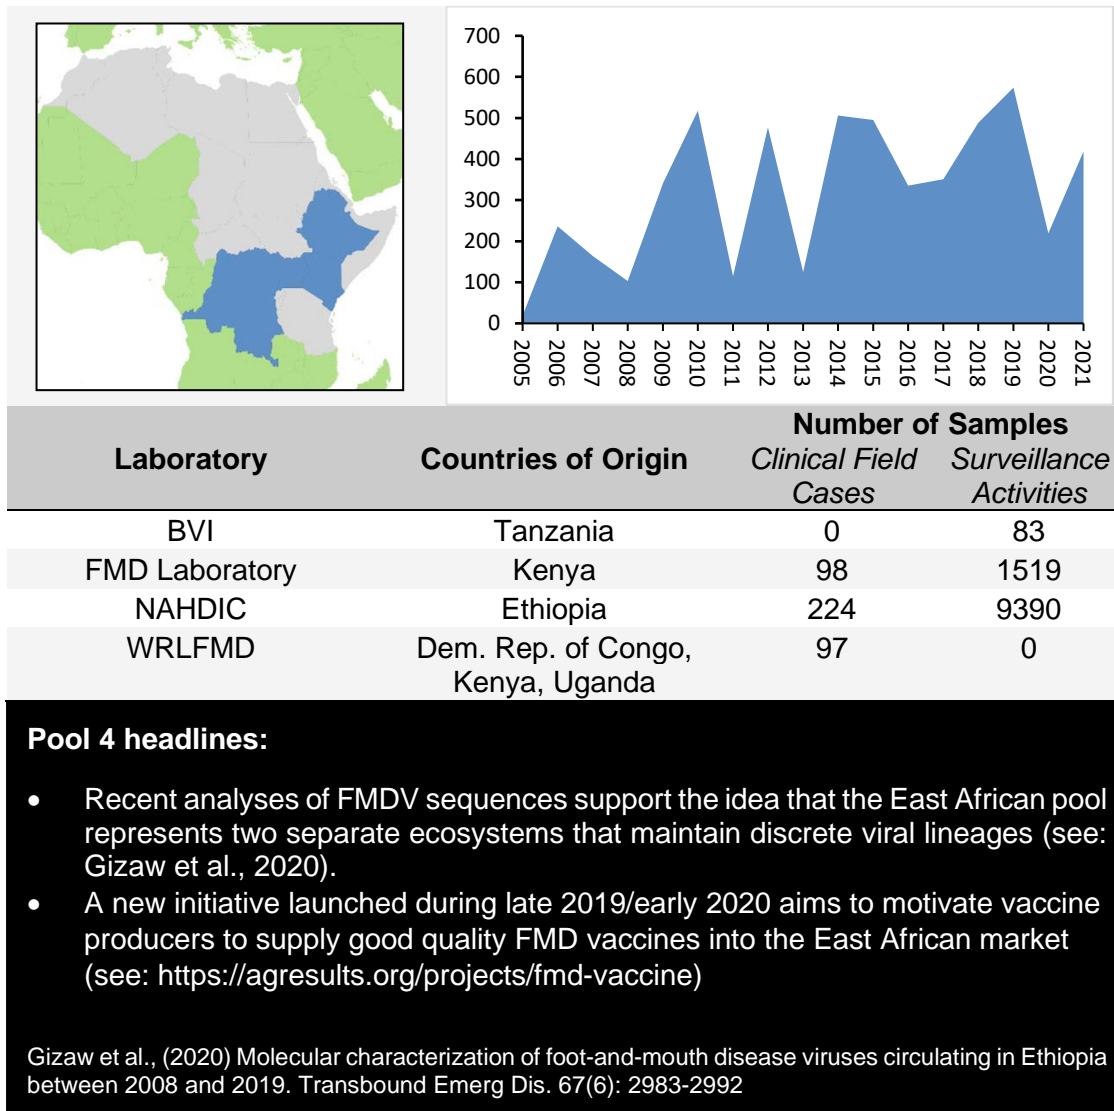 700
600
500
400
300
200
100
0
2005
2006
2007
2008
2009
2010
2011
2012
2013
2014
2015
2016
2017
2018
2019
2020
2021
Number of Samples
Laboratory Countries of Origin Clinical Field Surveillance
Cases Activities
BVI Tanzania 0 83
FMD Laboratory Kenya 98 1519
NAHDIC Ethiopia 224 9390
WRLFMD Dem. Rep. of Congo, 97 0
Kenya, Uganda
Pool 4 headlines:
• Recent analyses of FMDV sequences support the idea that the East African pool
represents two separate ecosystems that maintain discrete viral lineages (see:
Gizaw et al., 2020).
• A new initiative launched during late 2019/early 2020 aims to motivate vaccine
producers to supply good quality FMD vaccines into the East African market
(see: https://agresults.org/projects/fmd-vaccine)
Gizaw et al., (2020) Molecular characterization of foot-and-mouth disease viruses circulating in Ethiopia
between 2008 and 2019. Transbound Emerg Dis. 67(6): 2983-2992